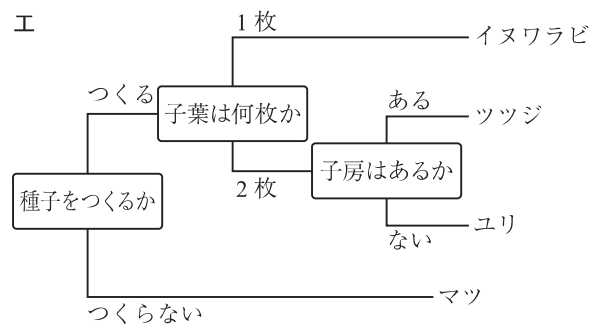 エ
1枚
イヌワラビ
つくる
子葉は何枚か
ある
ツツジ
子房はあるか
2枚
種子をつくるか
ユリ
ない
マツ
つくらない